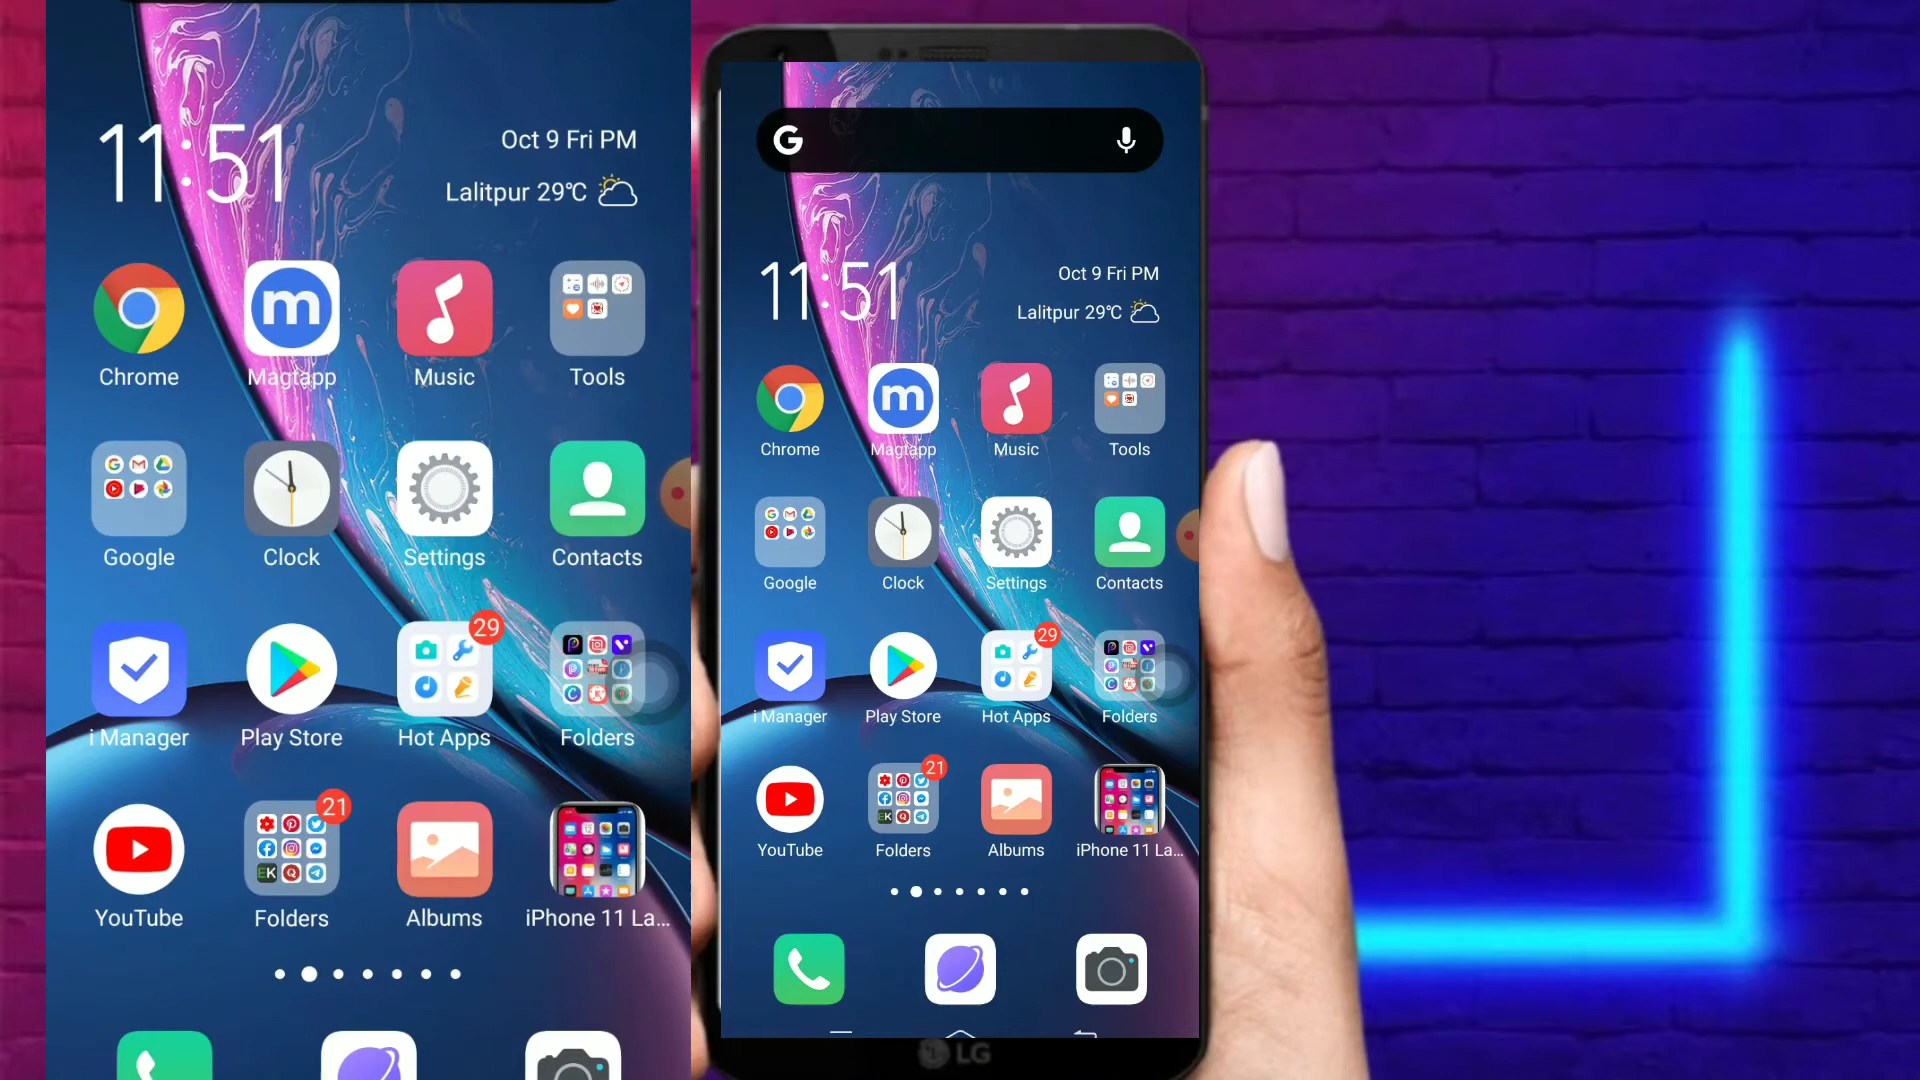 11:51
Oct 9 Fri PM
Lalitpur 29℃
Chrome
Magtapp
Music
Tools
Google
Clock
Settings
Contacts
29
i Manager
Play Store
Hot Apps
Folders
21
YouTube
Folders
Albums
iPhone 11 La...
11:51
Oct 9 Fri PM
Lalitpur 29℃
Chrome
Magtapp
Music
Tools
Google
Clock
Settings
Contacts
29
i Manager
Play Store
Hot Apps
Folders
21
YouTube
Folders
Albums
iPhone 11 La...
LG